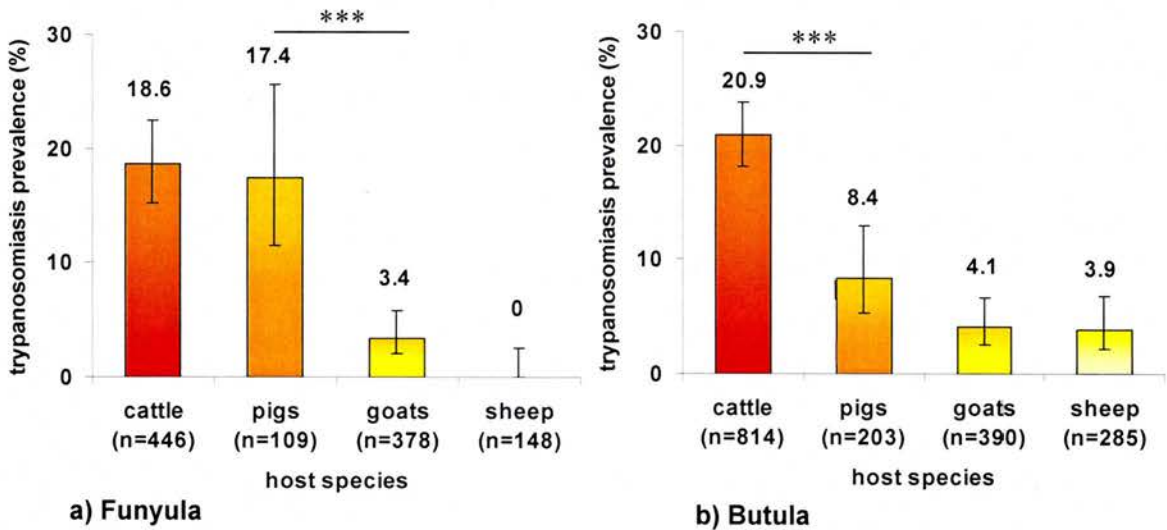 trypanosomiasis prevalence (%)
30
20
10
0
***
18.6
17.4
3.4
0
cattle
(n=446)
pigs
(n=109)
goats
(n=378)
sheep
(n=148)
host species
a) Funyula
trypanosomiasis prevalence (%)
30
20
10
0
***
20.9
8.4
4.1
3.9
cattle
(n=814)
pigs
(n=203)
goats
(n=390)
sheep
(n=285)
host species
b) Butula